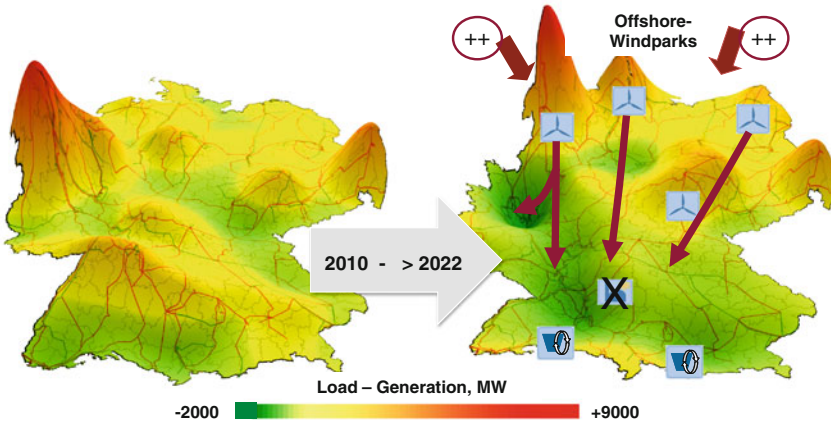 ++
Offshore-
Windparks
++
2010 - > 2022
X
Load – Generation, MW
-2000
+9000